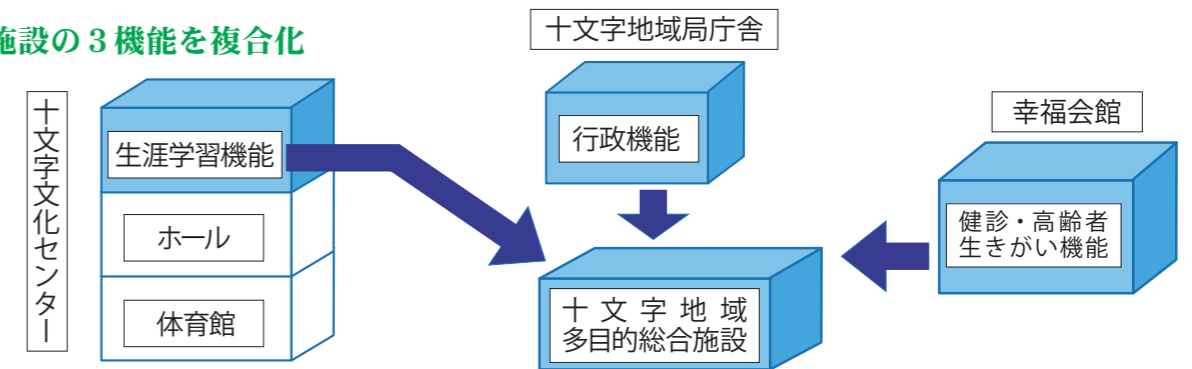 施設の3機能を複合化
十文字地域局庁舎
十文字文化センター
生涯学習機能
ホール
体育館
行政機能
幸福会館
健診・高齢者
生きがい機能
十文字地域
多目的総合施設